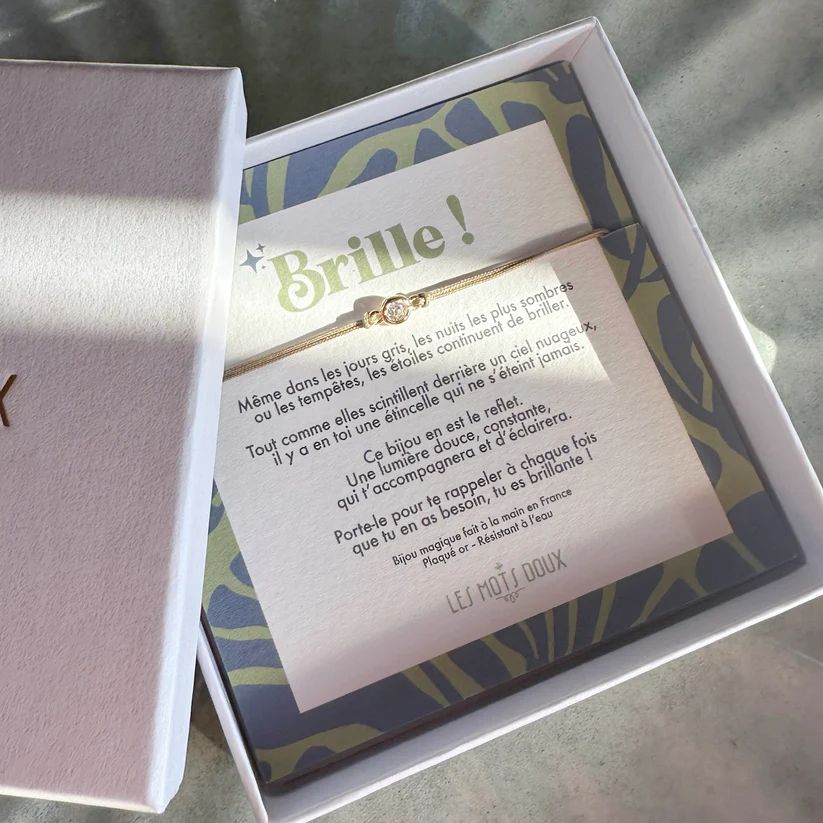 Brille !
Même dans les jours gris, les nuits les plus sombres
ou les tempêtes, les étoiles continuent de briller.
Tout comme elles scintillent derrière un ciel nuageux,
il y a en toi une étincelle qui ne s'éteint jamais.
Ce bijou en est le reflet.
Une lumière douce, constante,
qui t'accompagnera et d'éclairera.
Porte-le pour te rappeler à chaque fois
que tu en as besoin, tu es brillante !
Bijou magique fait à la main en France
Plaqué or - Résistant à l'eau
LES MOTS DOUX